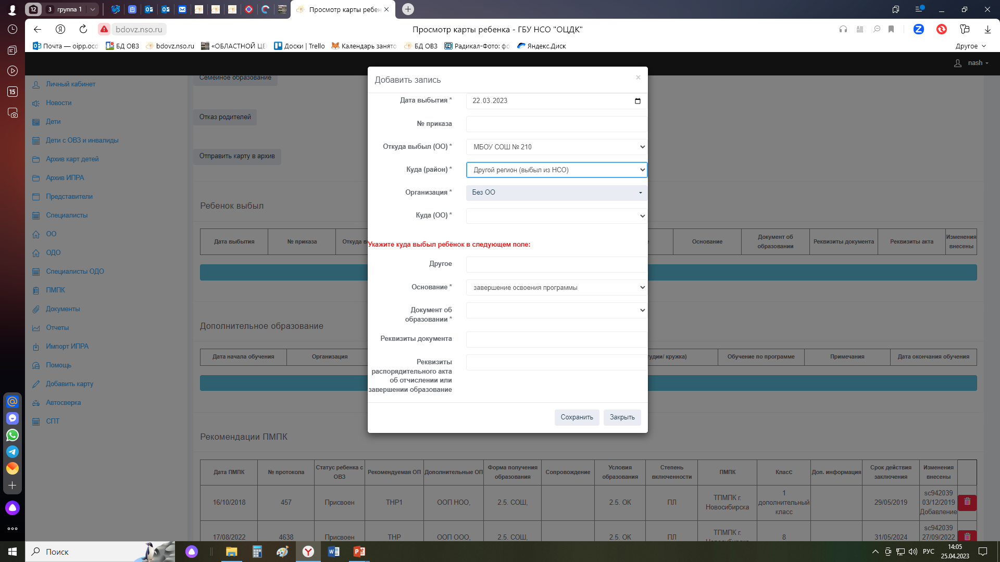 12
3 группа 1
Просмотр карты ребен
bdovz.nso.ru
Просмотр карты ребенка - ГБУ НСО "ОЦДК"
Почта — oipp.ocd
БД ОВЗ
bdovz.nso.ru
«ОБЛАСТНОЙ ЦЕ
Доски | Trello
Календарь занято
БД ОВЗ
Радикал-Фото: фо
Яндекс.Диск
Другое
nash
15
Личный кабинет
Новости
Дети
Дети с ОВЗ и инвалиды
Архив карт детей
Архив ИПРА
Представители
Специалисты
ОО
ОДО
Специалисты ОДО
ПМПК
Документы
Отчеты
Импорт ИПРА
Помощь
Добавить карту
Автосверка
СПТ
Семейное образование
Отказ родителей
Отправить карту в архив
Ребенок выбыл
Дата выбытия
№ приказа
Откуда в
е
Основание
Документ об образовании
Реквизиты документа
Реквизиты акта
Изменения внесены
Дополнительное образование
Дата начала обучения
Организация
тудии/ кружка)
Обучение по программе
Примечания
Дата окончания обучения
Рекомендации ПМПК
Дата ПМПК
№ протокола
Статус ребенка с ОВЗ
Рекомендуемая ОП
Дополнительные ОП
Форма получения образования
Сопровождение
Условия образования
Степень включенности
ПМПК
КлаcС
Доп. информация
Срок действия заключения
Изменения внесены
16/10/2018
457
Присвоен
ТНР1
ООП НОО,
2.5. СОШ,
2.5. ОК
ПЛ
ТПМПК г. Новосибирска
1 дополнительный класс
29/05/2019
sc942039 03/12/2019 Добавление
17/08/2022
4638
Присвоен
ТНР
ООП ООО,
2.5. СОШ,
2.5. ОК
ПЛ
ТПМПК г. Новосибирска
8
31/05/2024
sc942039 27/09/2022
Добавить запись
×
Дата выбытия *
22.03.2023
№ приказа
Откуда выбыл (ОО) *
МБОУ СОШ № 210
Куда (район) *
Другой регион (выбыл из НСО)
Организация *
Без ОО
Куда (ОО) *
Укажите куда выбыл ребёнок в следующем поле:
Другое
Основание *
завершение освоения программы
Документ об
образовании *
Реквизиты документа
Реквизиты
распорядительного акта
об отчислении или
завершении образование
Сохранить
Закрыть
Поиск
РУС
14:05
25.04.2023